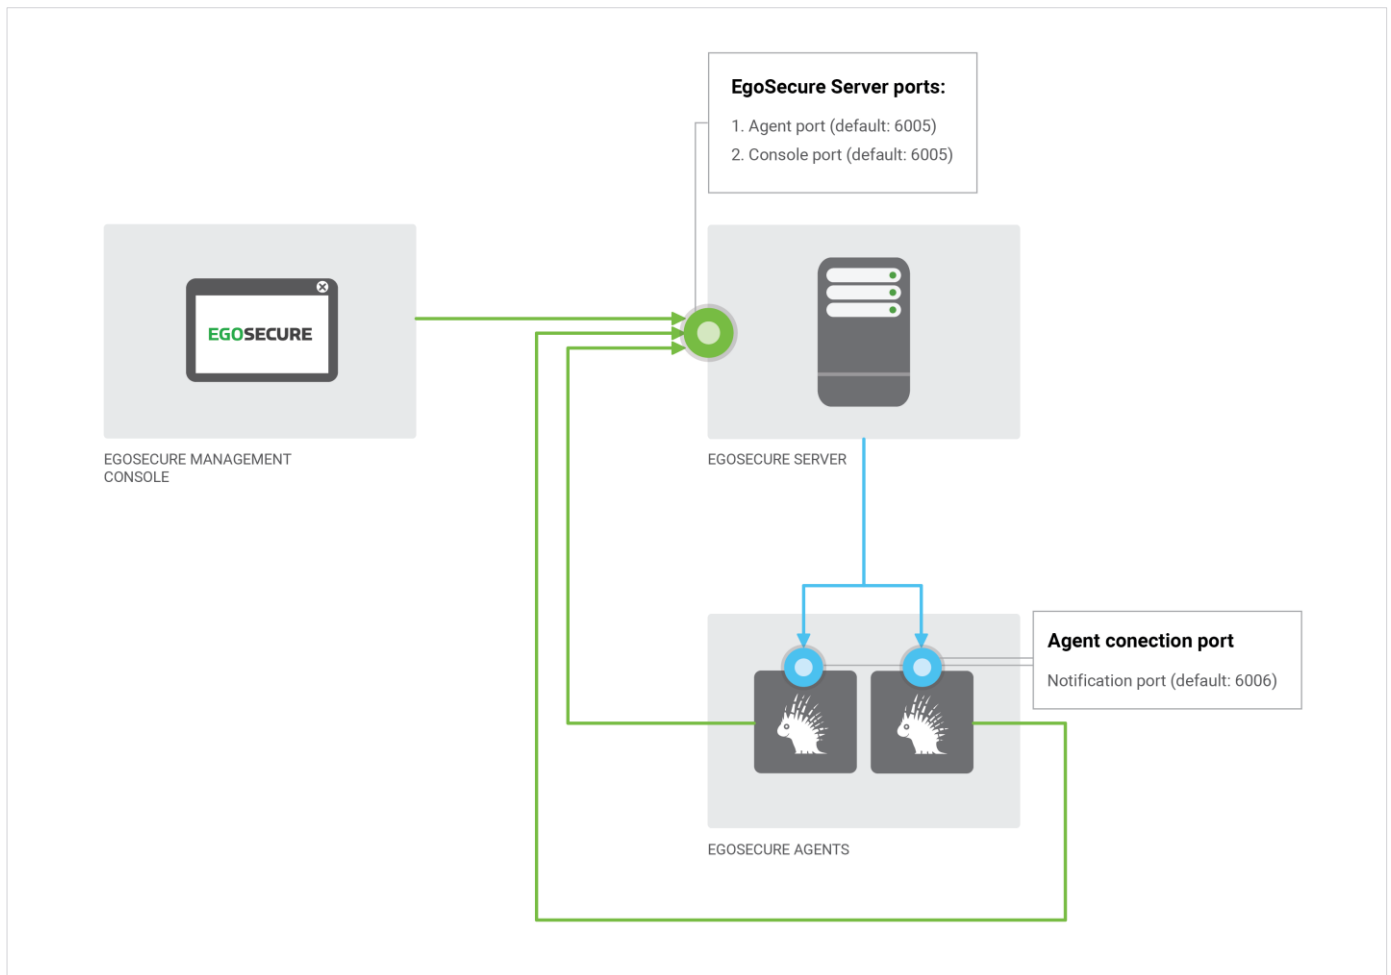 EgoSecure Server ports:
1. Agent port (default: 6005)
2. Console port (default: 6005)
EGOSECURE
EGOSECURE MANAGEMENT
CONSOLE
EGOSECURE SERVER
Agent conection port
Notification port (default: 6006)
EGOSECURE AGENTS